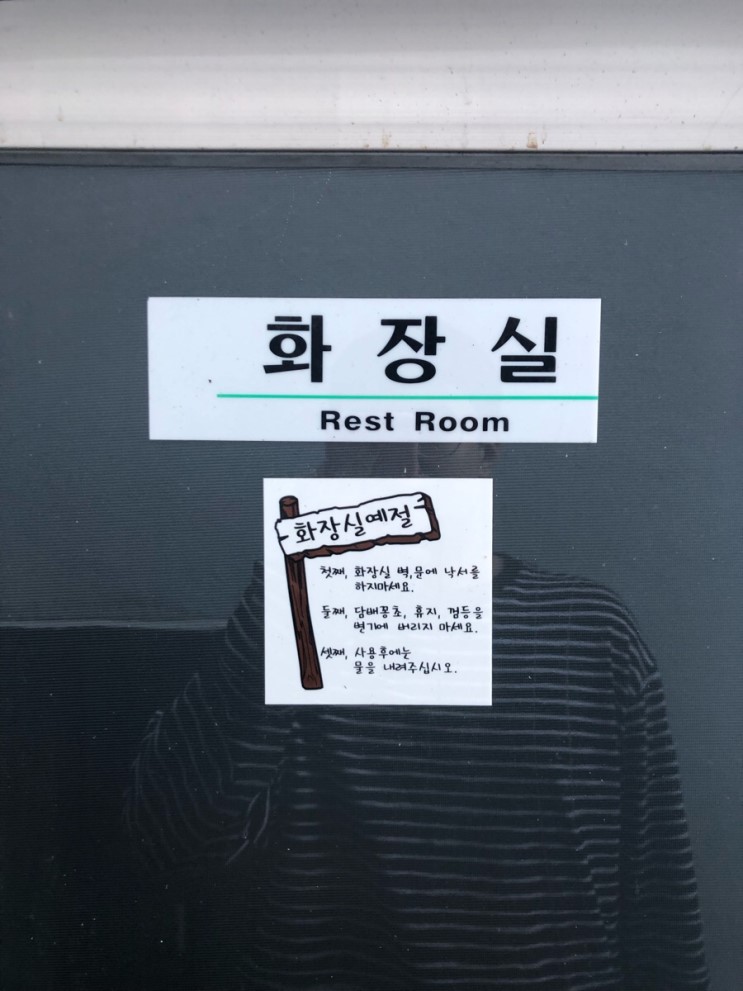 화장실
Rest Room
화장실예절
첫째, 화장실 벽,문에 낙서를
하지마세요.
둘째, 담배꽁초, 휴지, 껌등을
변기에 버리지 마세요.
셋째, 사용후에는
물을 내려주십시오.